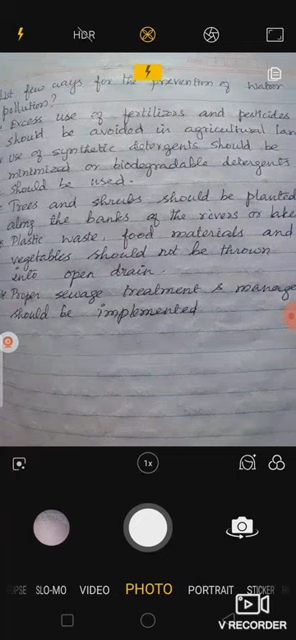 HDR
List few ways for the prevention of water
pollution?
* Excess use of fertilizers and pesticides
should be avoided in agricultural lan
* Use of synthetic detergents should be
minimized or biodegradable detergents
should be used.
* Trees and shrubs should be planted
along the banks of the rivers or lake
* Plastic waste, food materials and
vegetables should not be thrown
into open drain.
* Proper sewage treatment & manage
should be implemented
1x
SLO-MO VIDEO PHOTO PORTRAIT STICKER
V RECORDER